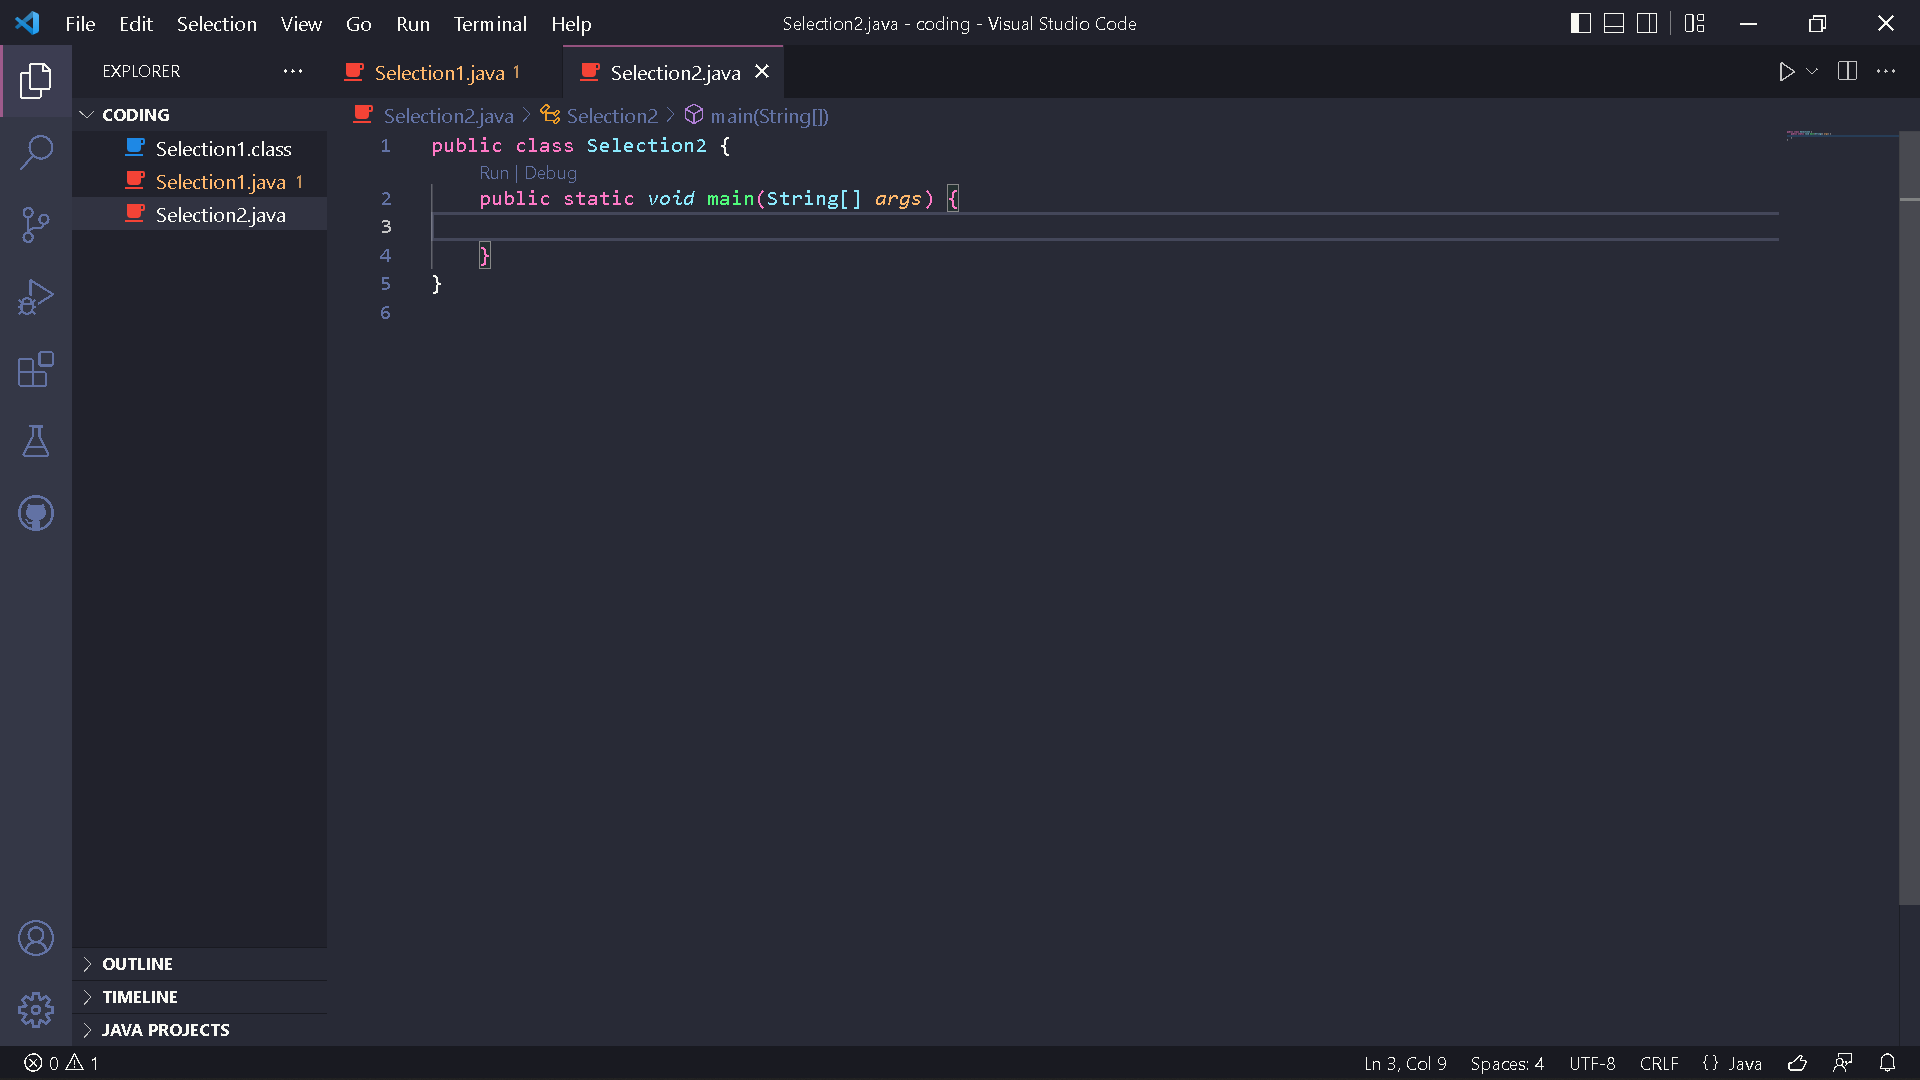 File Edit Selection View Go Run Terminal Help
Selection2.java - coding - Visual Studio Code
EXPLORER
Selection1.java 1
Selection2.java
CODING
Selection1.class
Selection1.java 1
Selection2.java
Selection2.java > Selection2 > main(String[])
1 public class Selection2 {
Run | Debug
2 public static void main(String[] args) {
3
4 }
5 }
6
OUTLINE
TIMELINE
JAVA PROJECTS
0 1
Ln 3, Col 9 Spaces: 4 UTF-8 CRLF {} Java